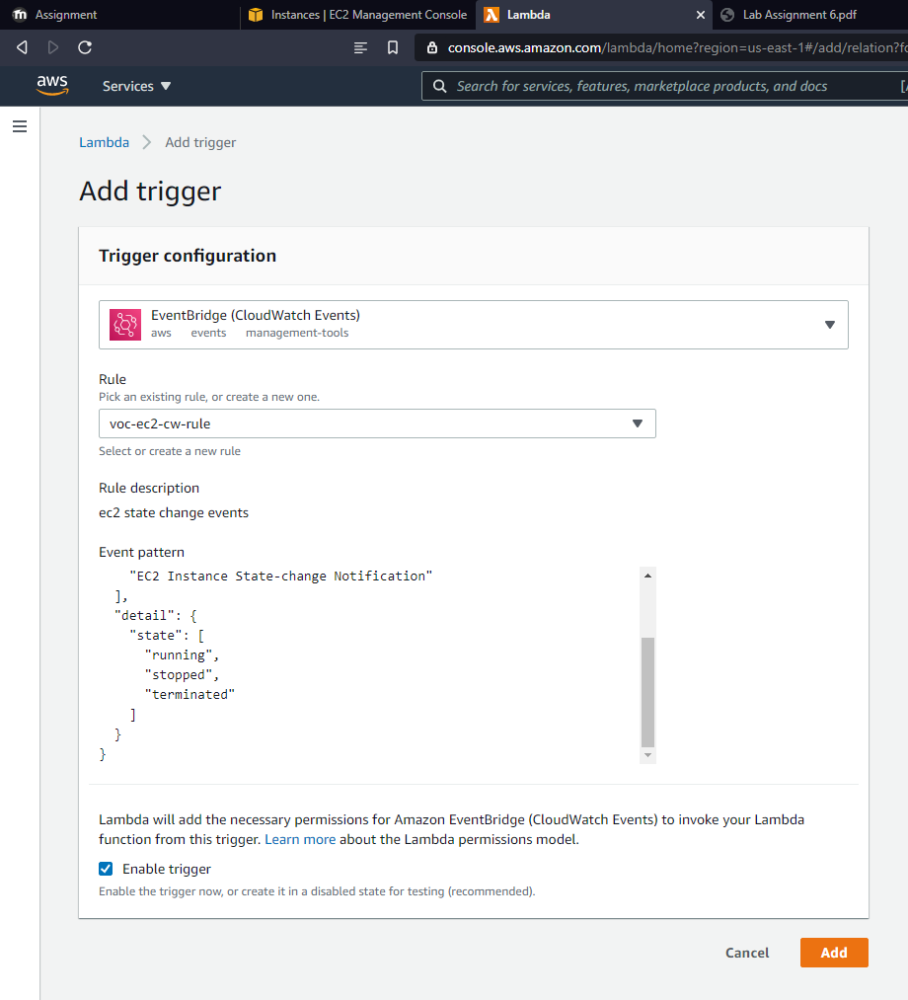 Assignment
Instances | EC2 Management Console
Lambda
Lab Assignment 6.pdf
console.aws.amazon.com/lambda/home?region=us-east-1#/add/relation?fo
aws
Services
Search for services, features, marketplace products, and docs
Lambda
Add trigger
Add trigger
Trigger configuration
EventBridge (CloudWatch Events)
aws events management-tools
Rule
Pick an existing rule, or create a new one.
voc-ec2-cw-rule
Select or create a new rule
Rule description
ec2 state change events
Event pattern
"EC2 Instance State-change Notification"
],
"detail": {
"state": [
"running",
"stopped",
"terminated"
]
}
}
Lambda will add the necessary permissions for Amazon EventBridge (CloudWatch Events) to invoke your Lambda
function from this trigger. Learn more about the Lambda permissions model.
Enable trigger
Enable the trigger now, or create it in a disabled state for testing (recommended).
Cancel
Add